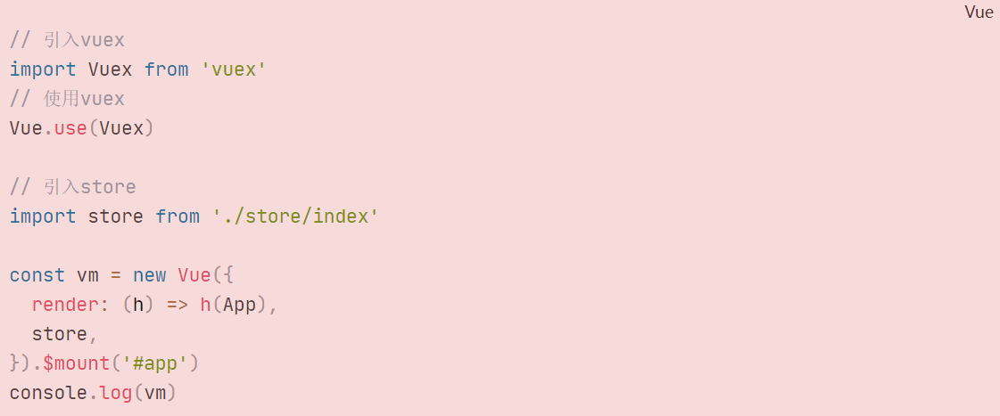 Vue
// 引入vuex
import Vuex from 'vuex'
// 使用vuex
Vue.use(Vuex)
// 引入store
import store from './store/index'
const vm = new Vue({
  render: (h) => h(App),
  store,
}).$mount('#app')
console.log(vm)